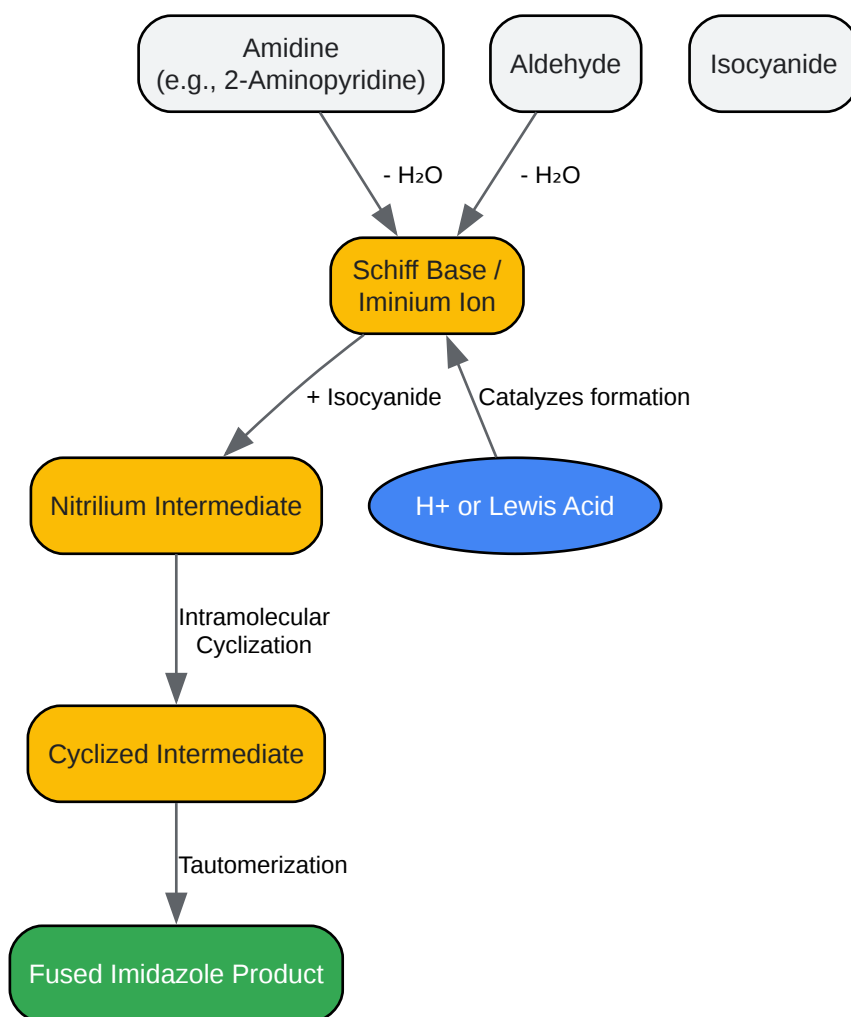 Amidine
(e.g., 2-Aminopyridine)
Aldehyde
Isocyanide
- H₂O
- H₂O
Schiff Base /
Iminium Ion
+ Isocyanide
Catalyzes formation
Nitrilium Intermediate
H+ or Lewis Acid
Intramolecular
Cyclization
Cyclized Intermediate
Tautomerization
Fused Imidazole Product